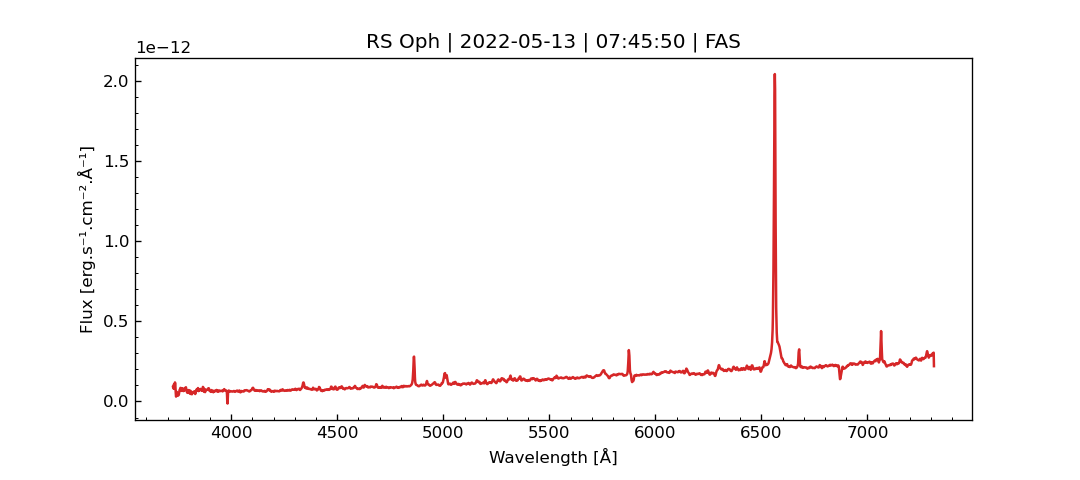 RS Oph | 2022-05-13 | 07:45:50 | FAS
1e−12
2.0
1.5
1.0
0.5
0.0
Flux [erg.s⁻¹.cm⁻².Å⁻¹]
4000 4500 5000 5500 6000 6500 7000
Wavelength [Å]